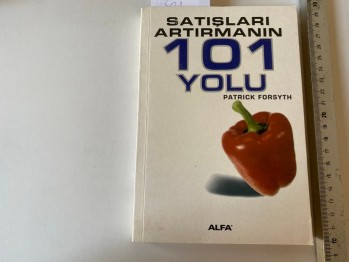 SATIŞLARI
ARTIRMANIN
101
YOLU
PATRICK FORSYTH
ALFA